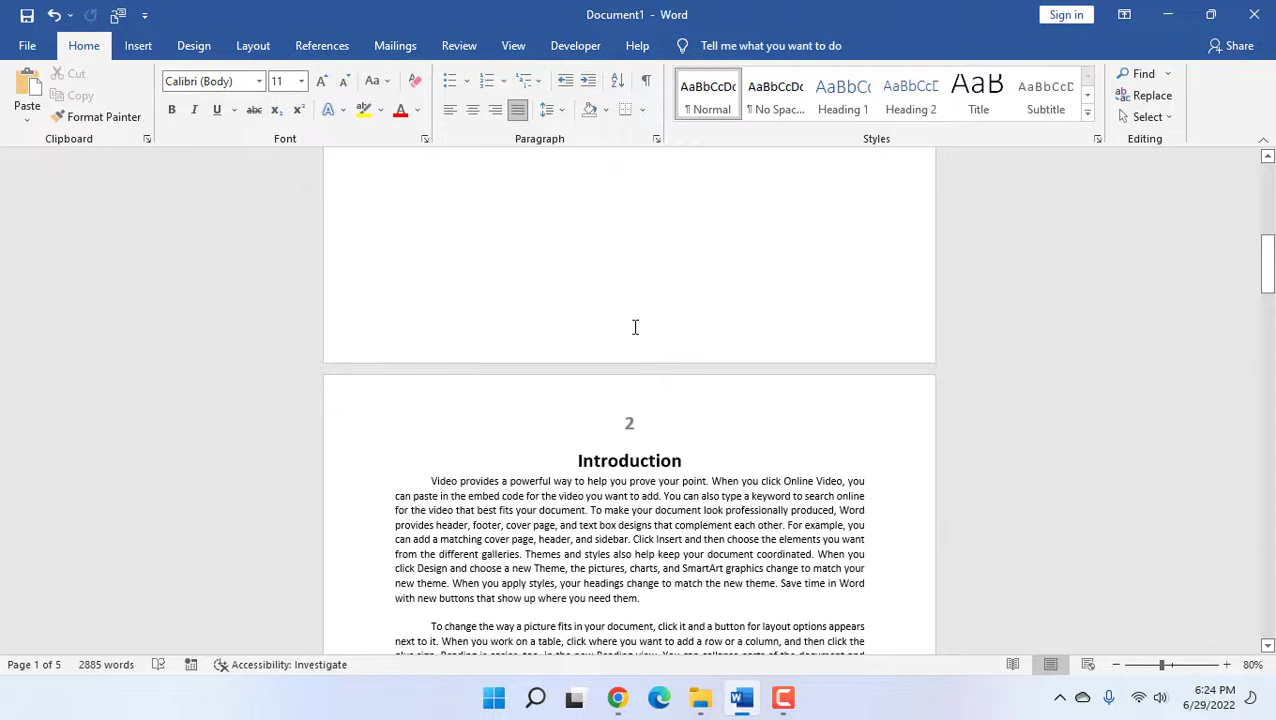 Document1 - Word
Sign in
File Home Insert Design Layout References Mailings Review View Developer Help Tell me what you want to do Share
Paste
Cut
Copy
Format Painter
Clipboard
Calibri (Body) 11 Aa
B I U abc x A A
Font
Paragraph
AaBbCcDc AaBbCcDc AaBbC AaBbCcD AaB AaBbCcD
¶ Normal ¶ No Spac... Heading 1 Heading 2 Title Subtitle
Styles
Find
Replace
Select
Editing
2
Introduction
Video provides a powerful way to help you prove your point. When you click Online Video, you
can paste in the embed code for the video you want to add. You can also type a keyword to search online
for the video that best fits your document. To make your document look professionally produced, Word
provides header, footer, cover page, and text box designs that complement each other. For example, you
can add a matching cover page, header, and sidebar. Click Insert and then choose the elements you want
from the different galleries. Themes and styles also help keep your document coordinated. When you
click Design and choose a new Theme, the pictures, charts, and SmartArt graphics change to match your
new theme. When you apply styles, your headings change to match the new theme. Save time in Word
with new buttons that show up where you need them.
To change the way a picture fits in your document, click it and a button for layout options appears
next to it. When you work on a table, click where you want to add a row or a column, and then click the
Page 1 of 5 2885 words Accessibility: Investigate 80%
6:24 PM
6/29/2022